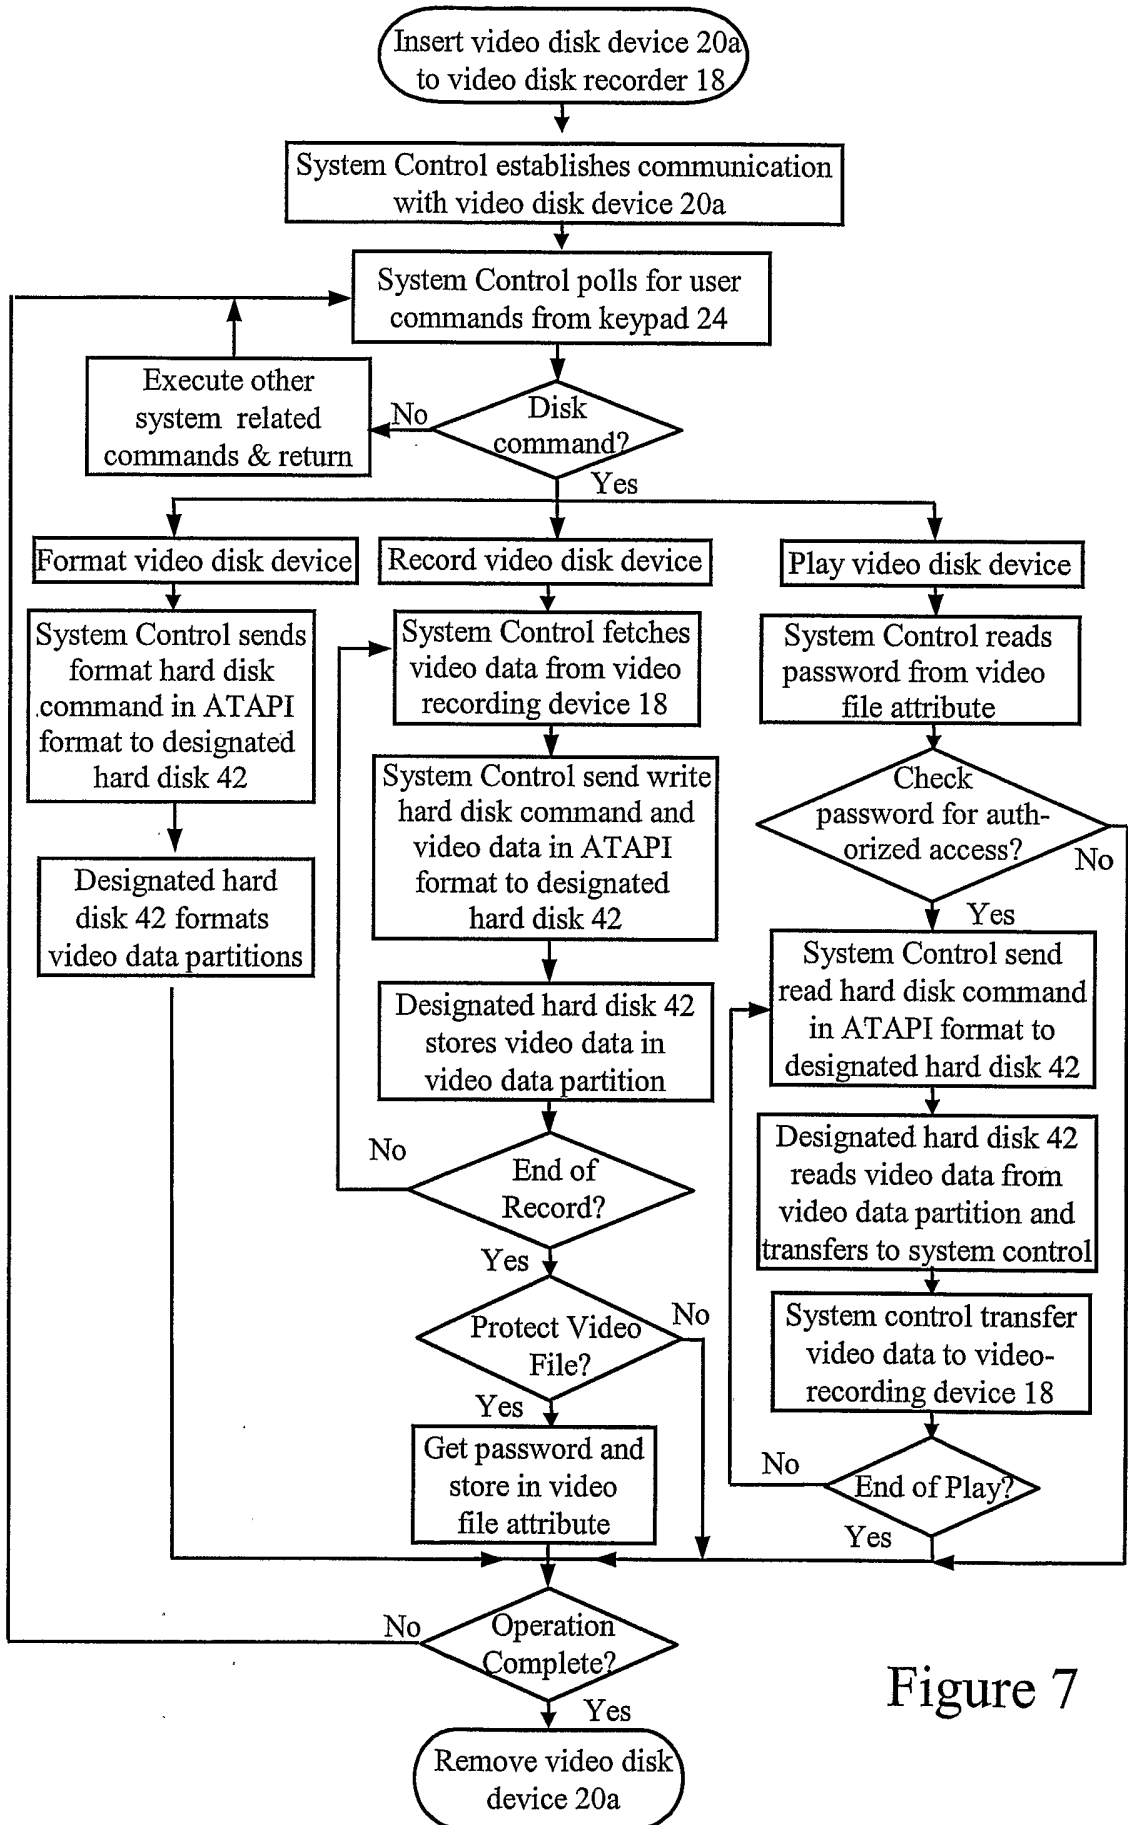 Insert video disk device 20a
to video disk recorder 18
System Control establishes communication
with video disk device 20a
System Control polls for user
commands from keypad 24
Execute other
system related
commands & return
No
Disk
command?
Yes
Format video disk device
Record video disk device
Play video disk device
System Control sends
format hard disk
command in ATAPI
format to designated
hard disk 42
Designated hard
disk 42 formats
video data partitions
System Control fetches
video data from video
recording device 18
System Control send write
hard disk command and
video data in ATAPI
format to designated
hard disk 42
Designated hard disk 42
stores video data in
video data partition
No
End of
Record?
Yes
Protect Video
File?
No
Yes
Get password and
store in video
file attribute
System Control reads
password from video
file attribute
Check
password for auth-
orized access?
No
Yes
System Control send
read hard disk command
in ATAPI format to
designated hard disk 42
Designated hard disk 42
reads video data from
video data partition and
transfers to system control
System control transfer
video data to video-
recording device 18
No
End of Play?
Yes
No
Operation
Complete?
Yes
Remove video disk
device 20a
Figure 7